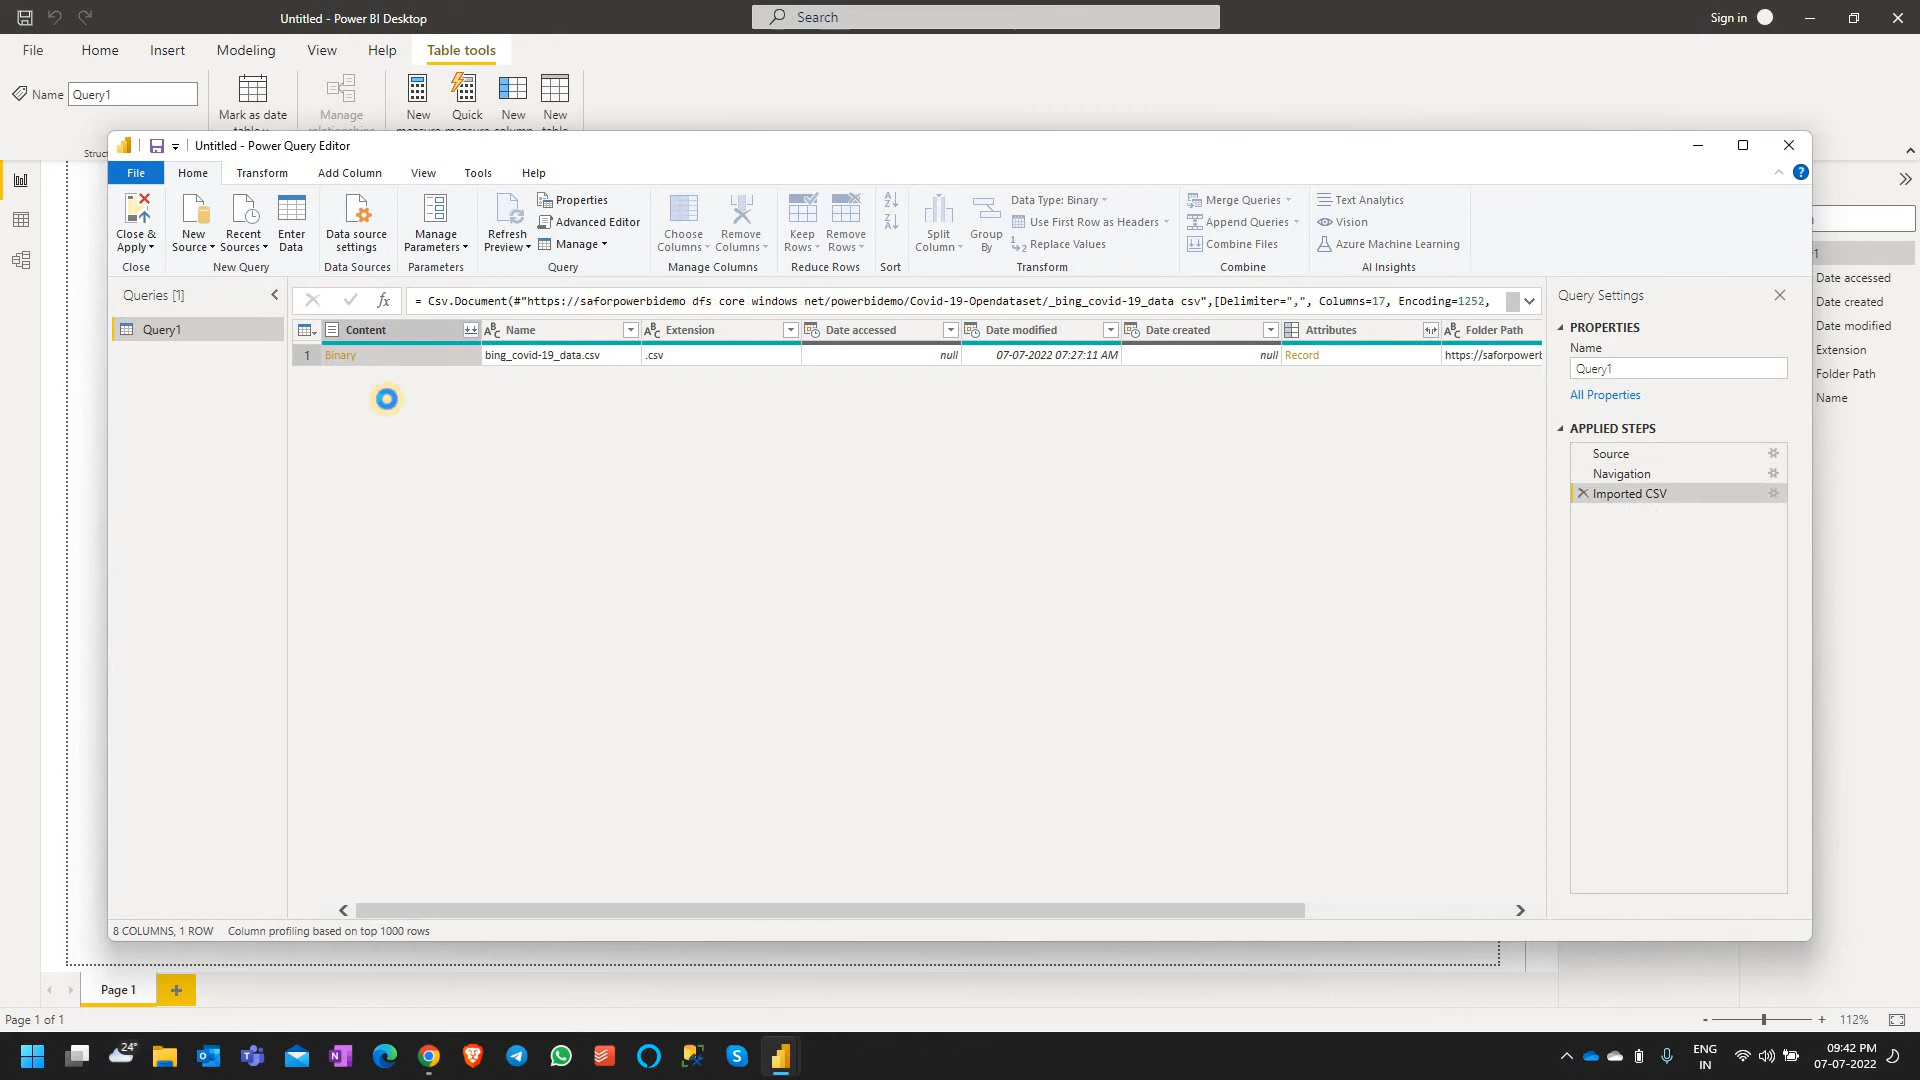 Untitled - Power BI Desktop
Search
Sign in
File
Home
Insert
Modeling
View
Help
Table tools
Name
Query1
Mark as date
Manage
New
Quick
New
New
Untitled - Power Query Editor
File
Home
Transform
Add Column
View
Tools
Help
Close &
Apply
Close
New
Source
Recent
Sources
Enter
Data
New Query
Data source
settings
Data Sources
Manage
Parameters
Parameters
Refresh
Preview
Properties
Advanced Editor
Manage
Query
Choose
Columns
Remove
Columns
Manage Columns
Keep
Rows
Remove
Rows
Reduce Rows
Sort
Split
Column
Group
By
Data Type: Binary
Use First Row as Headers
Replace Values
Transform
Merge Queries
Append Queries
Combine Files
Combine
Text Analytics
Vision
Azure Machine Learning
AI Insights
Queries [1]
Query1
fx
= Csv.Document(#"https://saforpowerbidemo dfs core windows net/powerbidemo/Covid-19-Opendataset/_bing_covid-19_data csv",[Delimiter=",", Columns=17, Encoding=1252,
Content
ABC Name
ABC Extension
Date accessed
Date modified
Date created
Attributes
ABC Folder Path
1 Binary bing_covid-19_data.csv .csv null 07-07-2022 07:27:11 AM null Record https://saforpowerb
Query Settings
PROPERTIES
Name
Query1
All Properties
APPLIED STEPS
Source
Navigation
Imported CSV
Date accessed
Date created
Date modified
Extension
Folder Path
Name
8 COLUMNS, 1 ROW
Column profiling based on top 1000 rows
Page 1
Page 1 of 1
112%
24°
ENG
IN
09:42 PM
07-07-2022